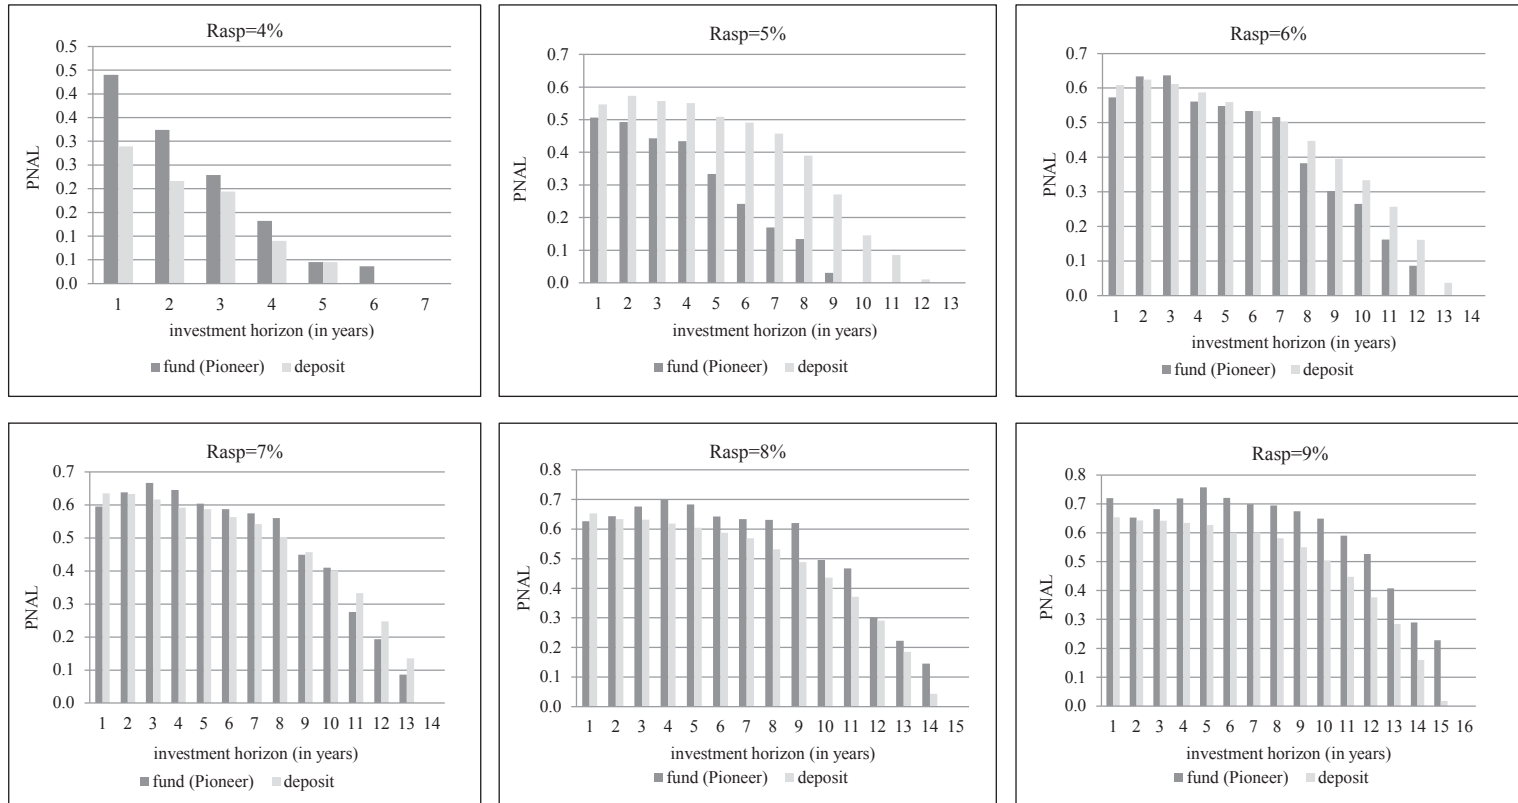 Rasp=4%
0.5
0.5
0.4
0.4
0.3
0.3
0.2
0.2
0.1
0.1
0.0
PNAL
1 2 3 4 5 6 7
investment horizon (in years)
fund (Pioneer) deposit
Rasp=5%
0.7
0.6
0.5
0.4
0.3
0.2
0.1
0.0
PNAL
1 2 3 4 5 6 7 8 9 10 11 12 13
investment horizon (in years)
fund (Pioneer) deposit
Rasp=6%
0.7
0.6
0.5
0.4
0.3
0.2
0.1
0.0
PNAL
1 2 3 4 5 6 7 8 9 10 11 12 13 14
investment horizon (in years)
fund (Pioneer) deposit
Rasp=7%
0.7
0.6
0.5
0.4
0.3
0.2
0.1
0.0
PNAL
1 2 3 4 5 6 7 8 9 10 11 12 13 14
investment horizon (in years)
fund (Pioneer) deposit
Rasp=8%
0.8
0.7
0.6
0.5
0.4
0.3
0.2
0.1
0.0
PNAL
1 2 3 4 5 6 7 8 9 10 11 12 13 14 15
investment horizon (in years)
fund (Pioneer) deposit
Rasp=9%
0.8
0.7
0.6
0.5
0.4
0.3
0.2
0.1
0.0
PNAL
1 2 3 4 5 6 7 8 9 10 11 12 13 14 15 16
investment horizon (in years)
fund (Pioneer) deposit